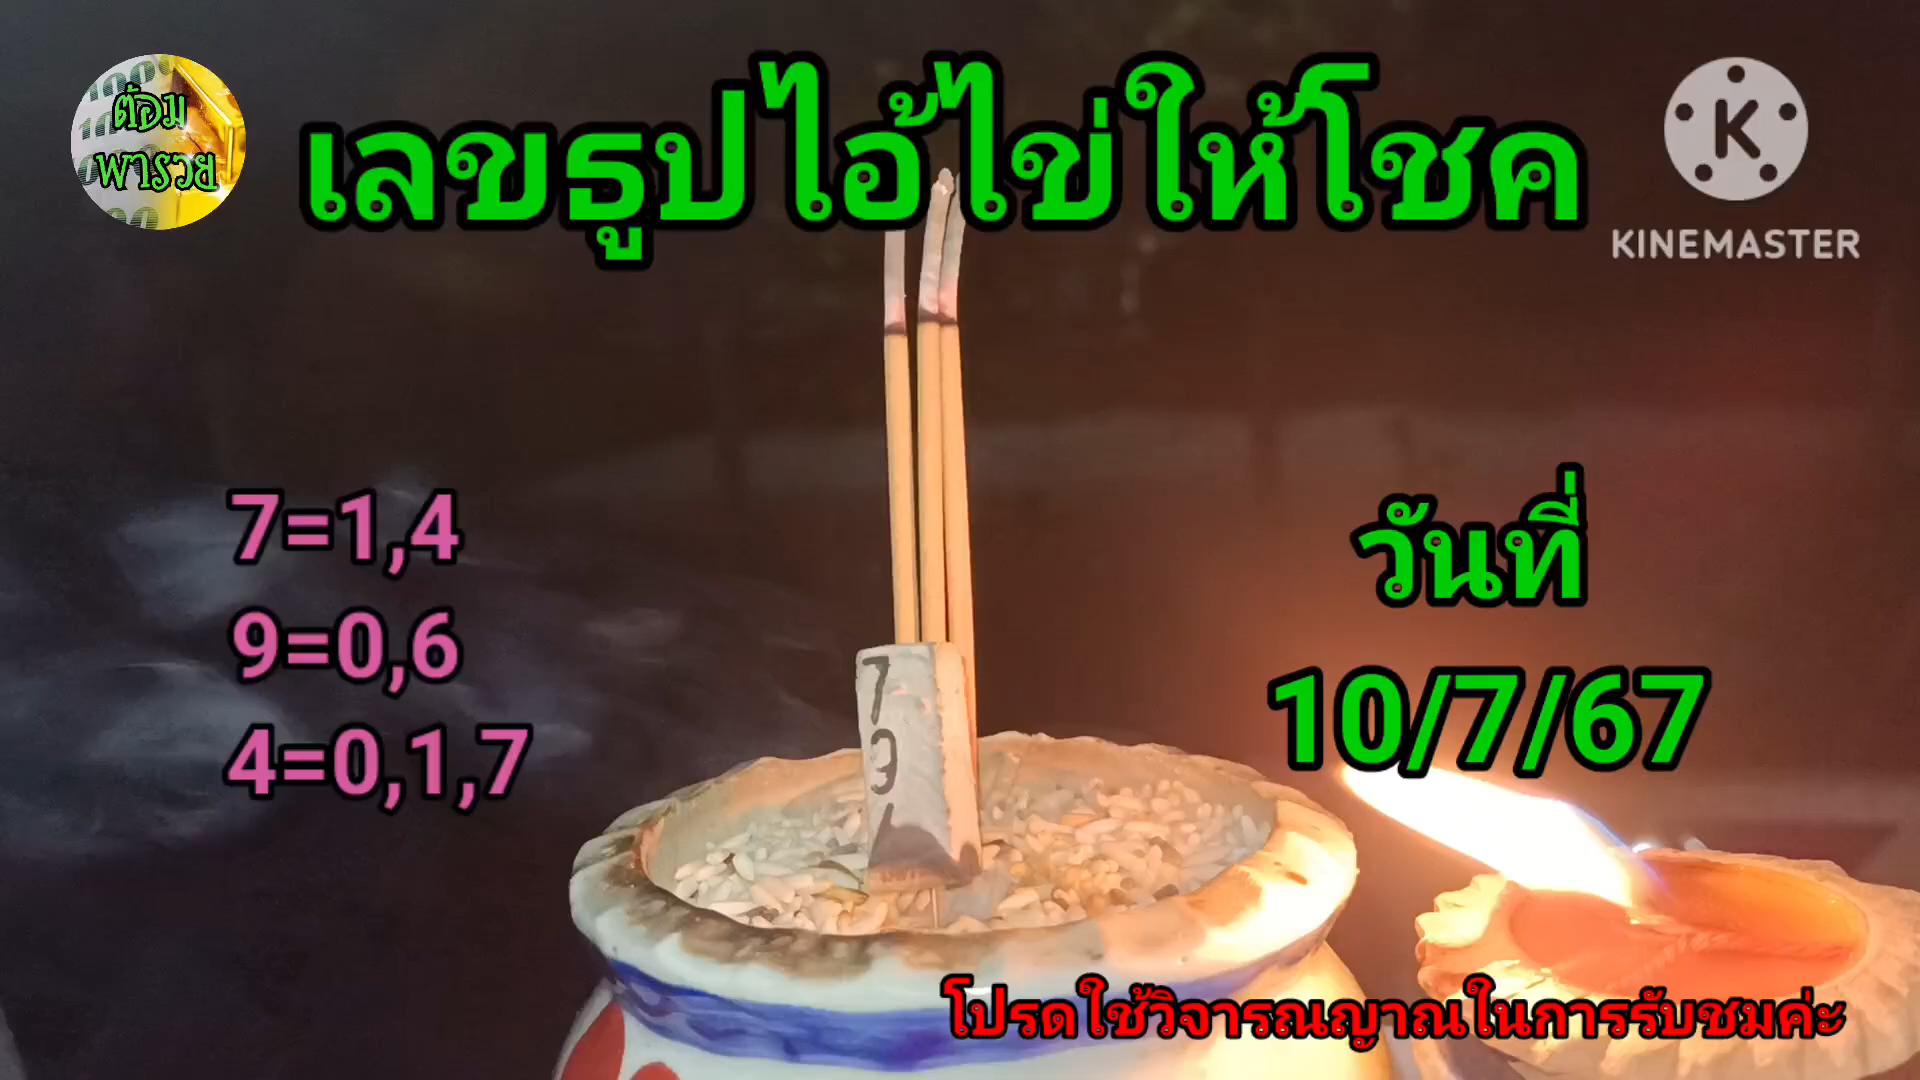 ต้อม
พารวย
เลขธูปไอ้ไข่ให้โชค
K
KINEMASTER
7=1,4
9=0,6
4=0,1,7
วันที่
10/7/67
7
9
โปรดใช้วิจารณญาณในการรับชมค่ะ